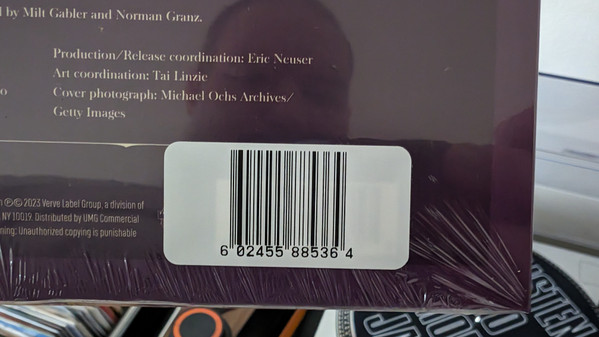 l by Milt Gabler and Norman Granz.
Production/Release coordination: Eric Neuser
Art coordination: Tai Linzie
o
Cover photograph: Michael Ochs Archives/
Getty Images
℗© 2023 Verve Label Group, a division of
NY 10019. Distributed by UMG Commercial
ning: Unauthorized copying is punishable
6 02455 88536 4
ISTEN